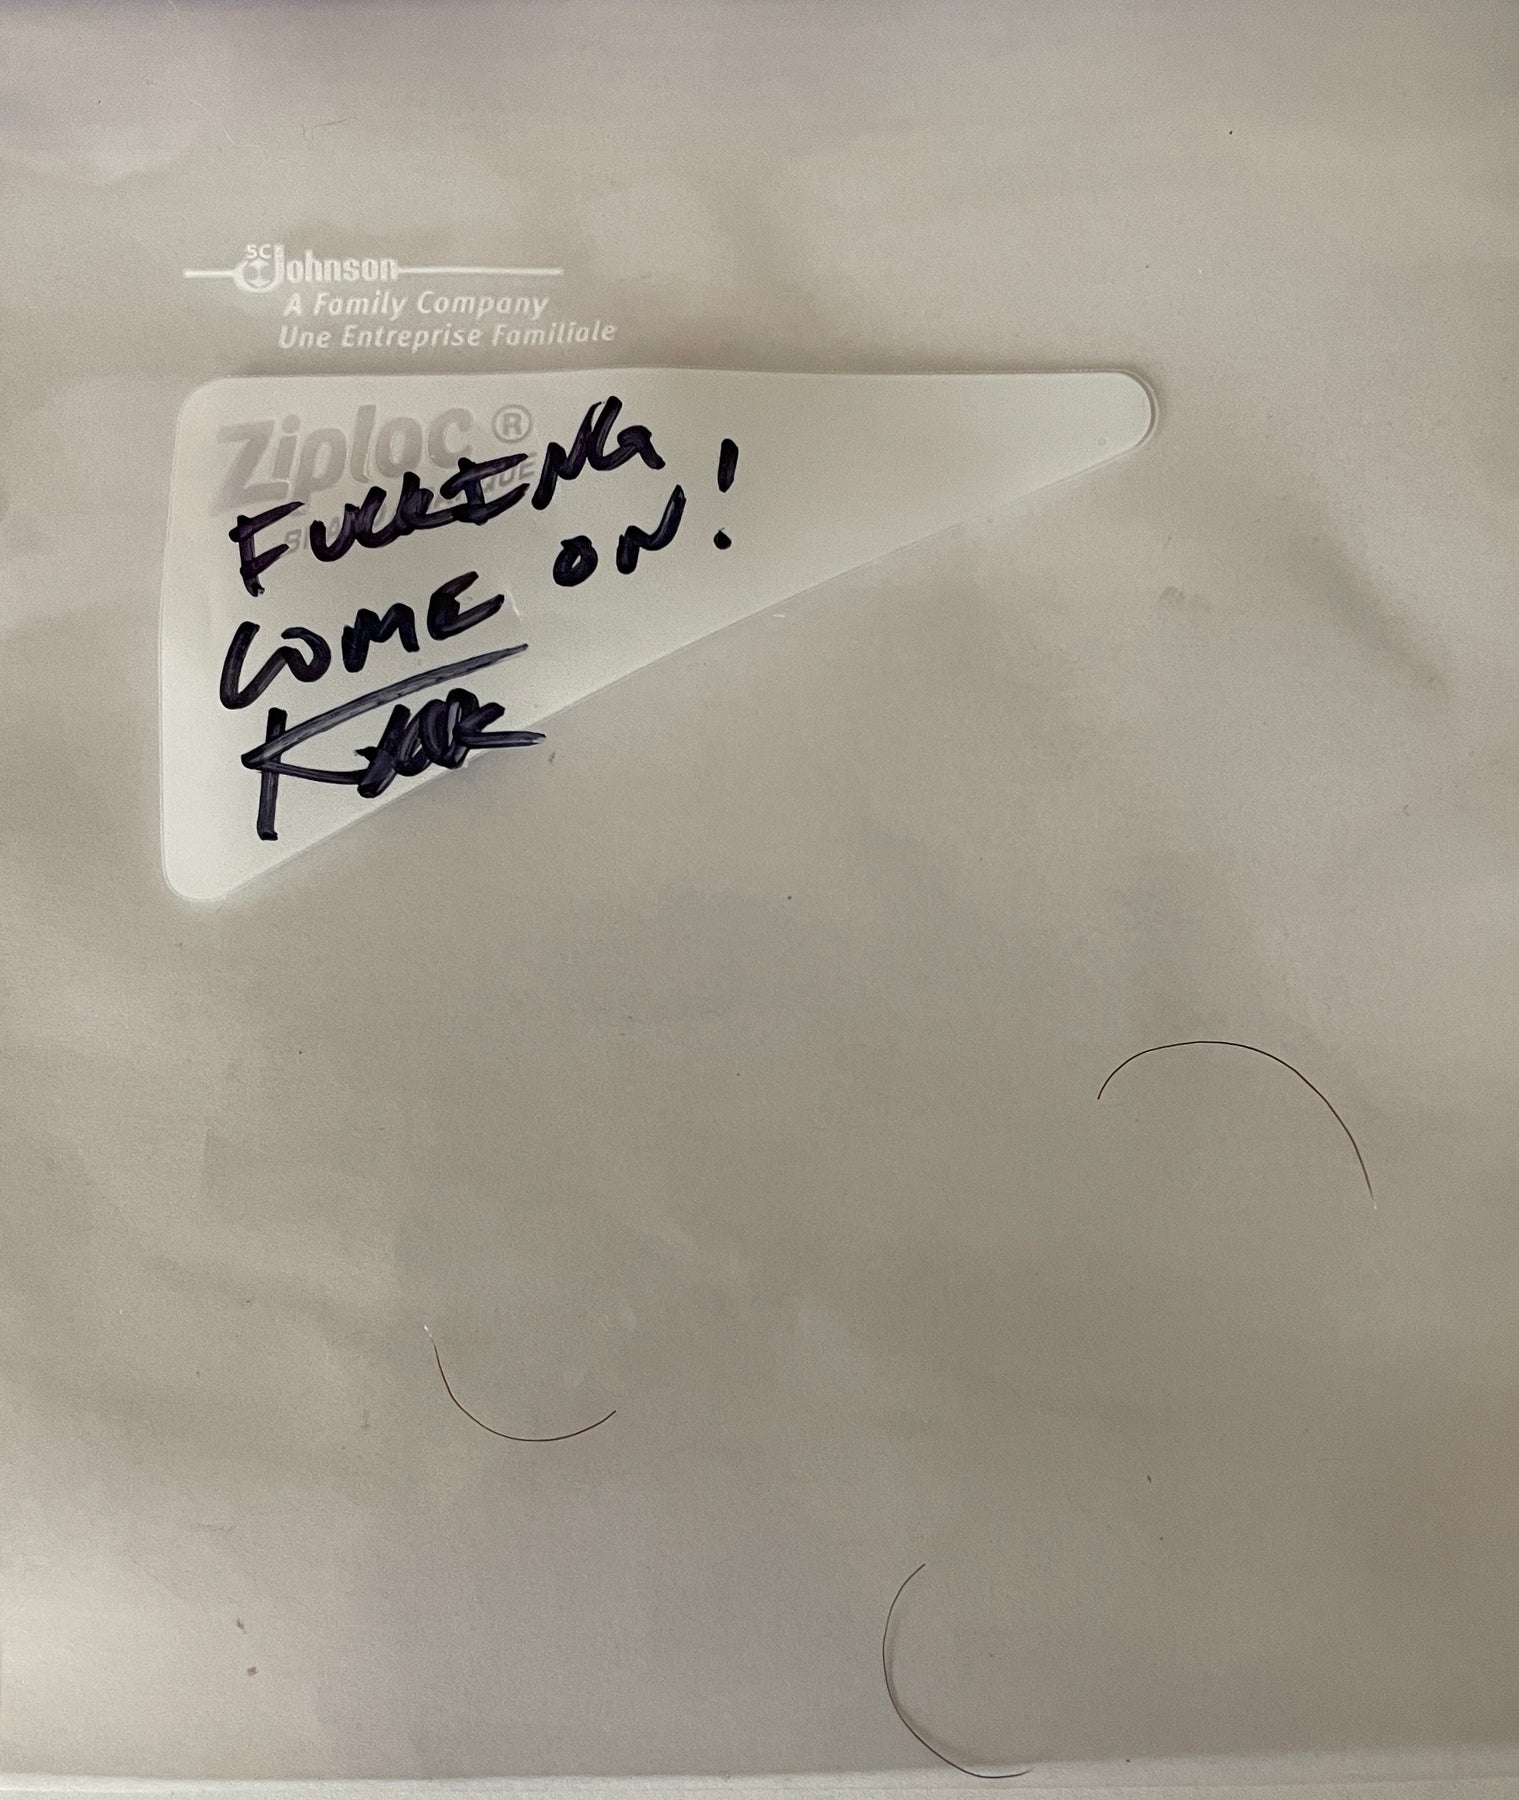 SC Johnson
A Family Company
Une Entreprise Familiale
Ziploc®
FUCKING
COME ON!